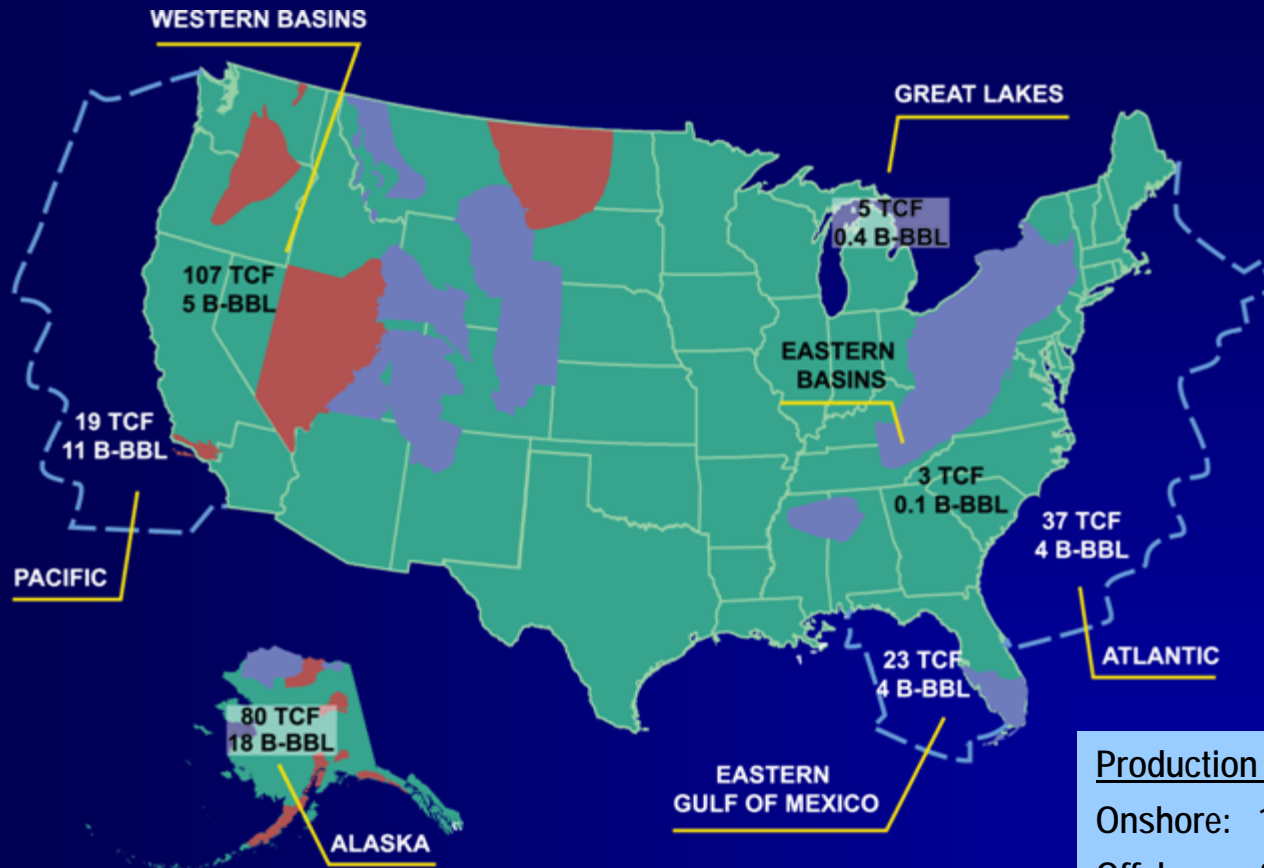 WESTERN BASINS
GREAT LAKES
5 TCF
0.4 B-BBL
107 TCF
5 B-BBL
EASTERN
BASINS
19 TCF
11 B-BBL
3 TCF
0.1 B-BBL
37 TCF
4 B-BBL
PACIFIC
23 TCF
4 B-BBL
ATLANTIC
80 TCF
18 B-BBL
EASTERN
GULF OF MEXICO
ALASKA
Production
Onshore: